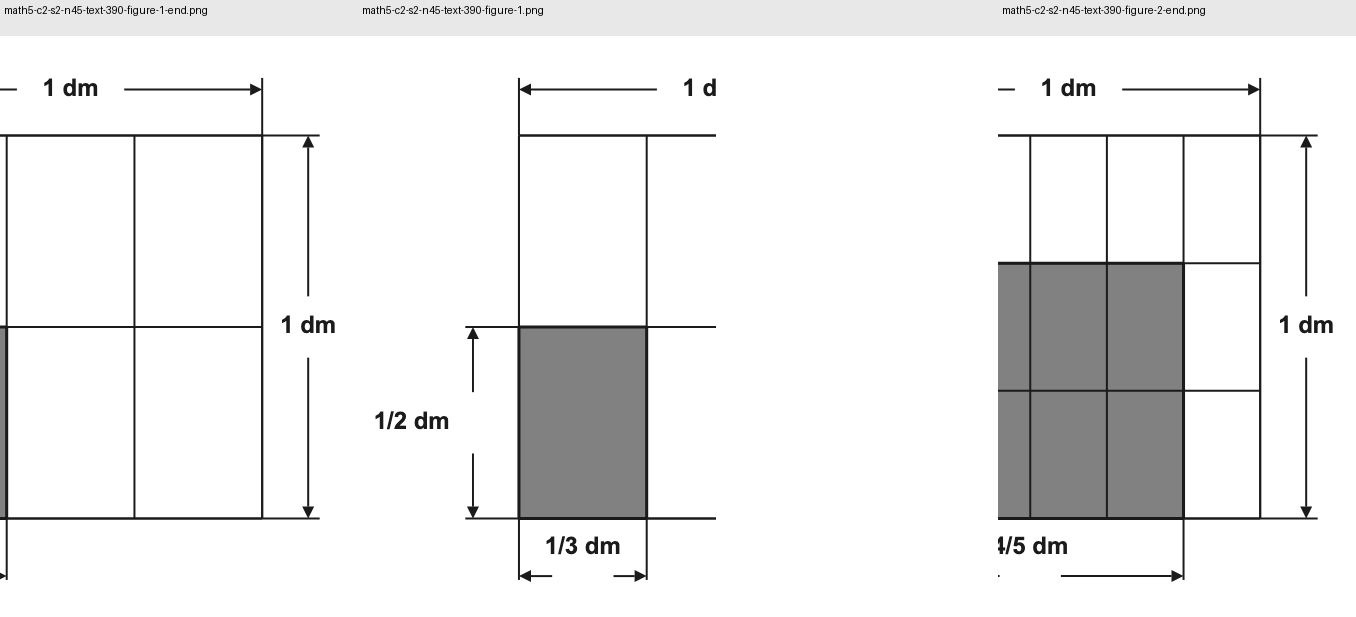 math5-c2-s2-n45-text-390-figure-1-end.png
math5-c2-s2-n45-text-390-figure-1.png
math5-c2-s2-n45-text-390-figure-2-end.png
1 dm
1 d
1 dm
1 dm
1 dm
1/2 dm
1/3 dm
4/5 dm